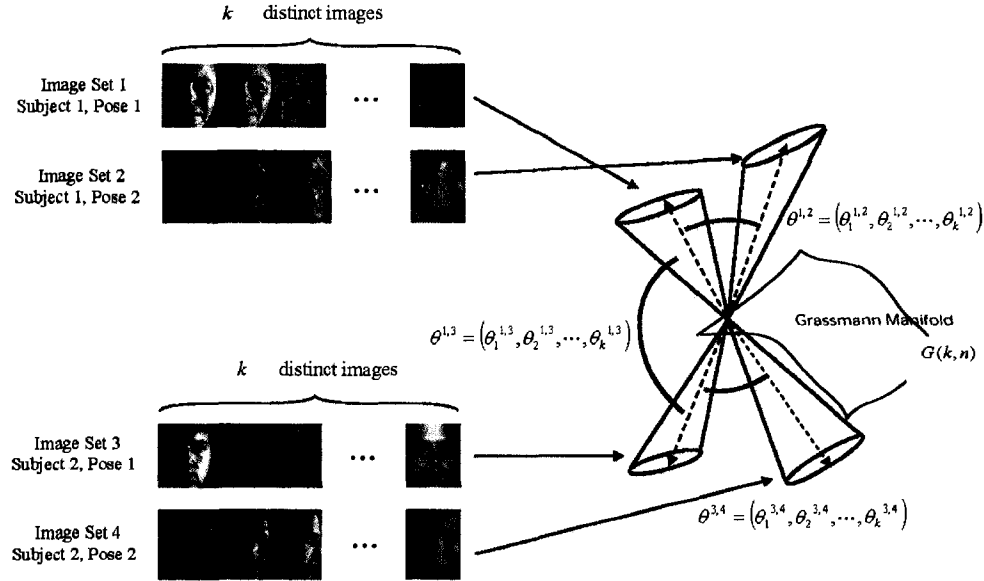 k distinct images
Image Set 1
Subject 1, Pose 1
...
Image Set 2
Subject 1, Pose 2
...
θ^{1,2} = (θ_1^{1,2}, θ_2^{1,2}, ⋯, θ_k^{1,2})
Grassmann Manifold
G(k, n)
θ^{1,3} = (θ_1^{1,3}, θ_2^{1,3}, ⋯, θ_k^{1,3})
k distinct images
Image Set 3
Subject 2, Pose 1
...
Image Set 4
Subject 2, Pose 2
...
θ^{3,4} = (θ_1^{3,4}, θ_2^{3,4}, ⋯, θ_k^{3,4})